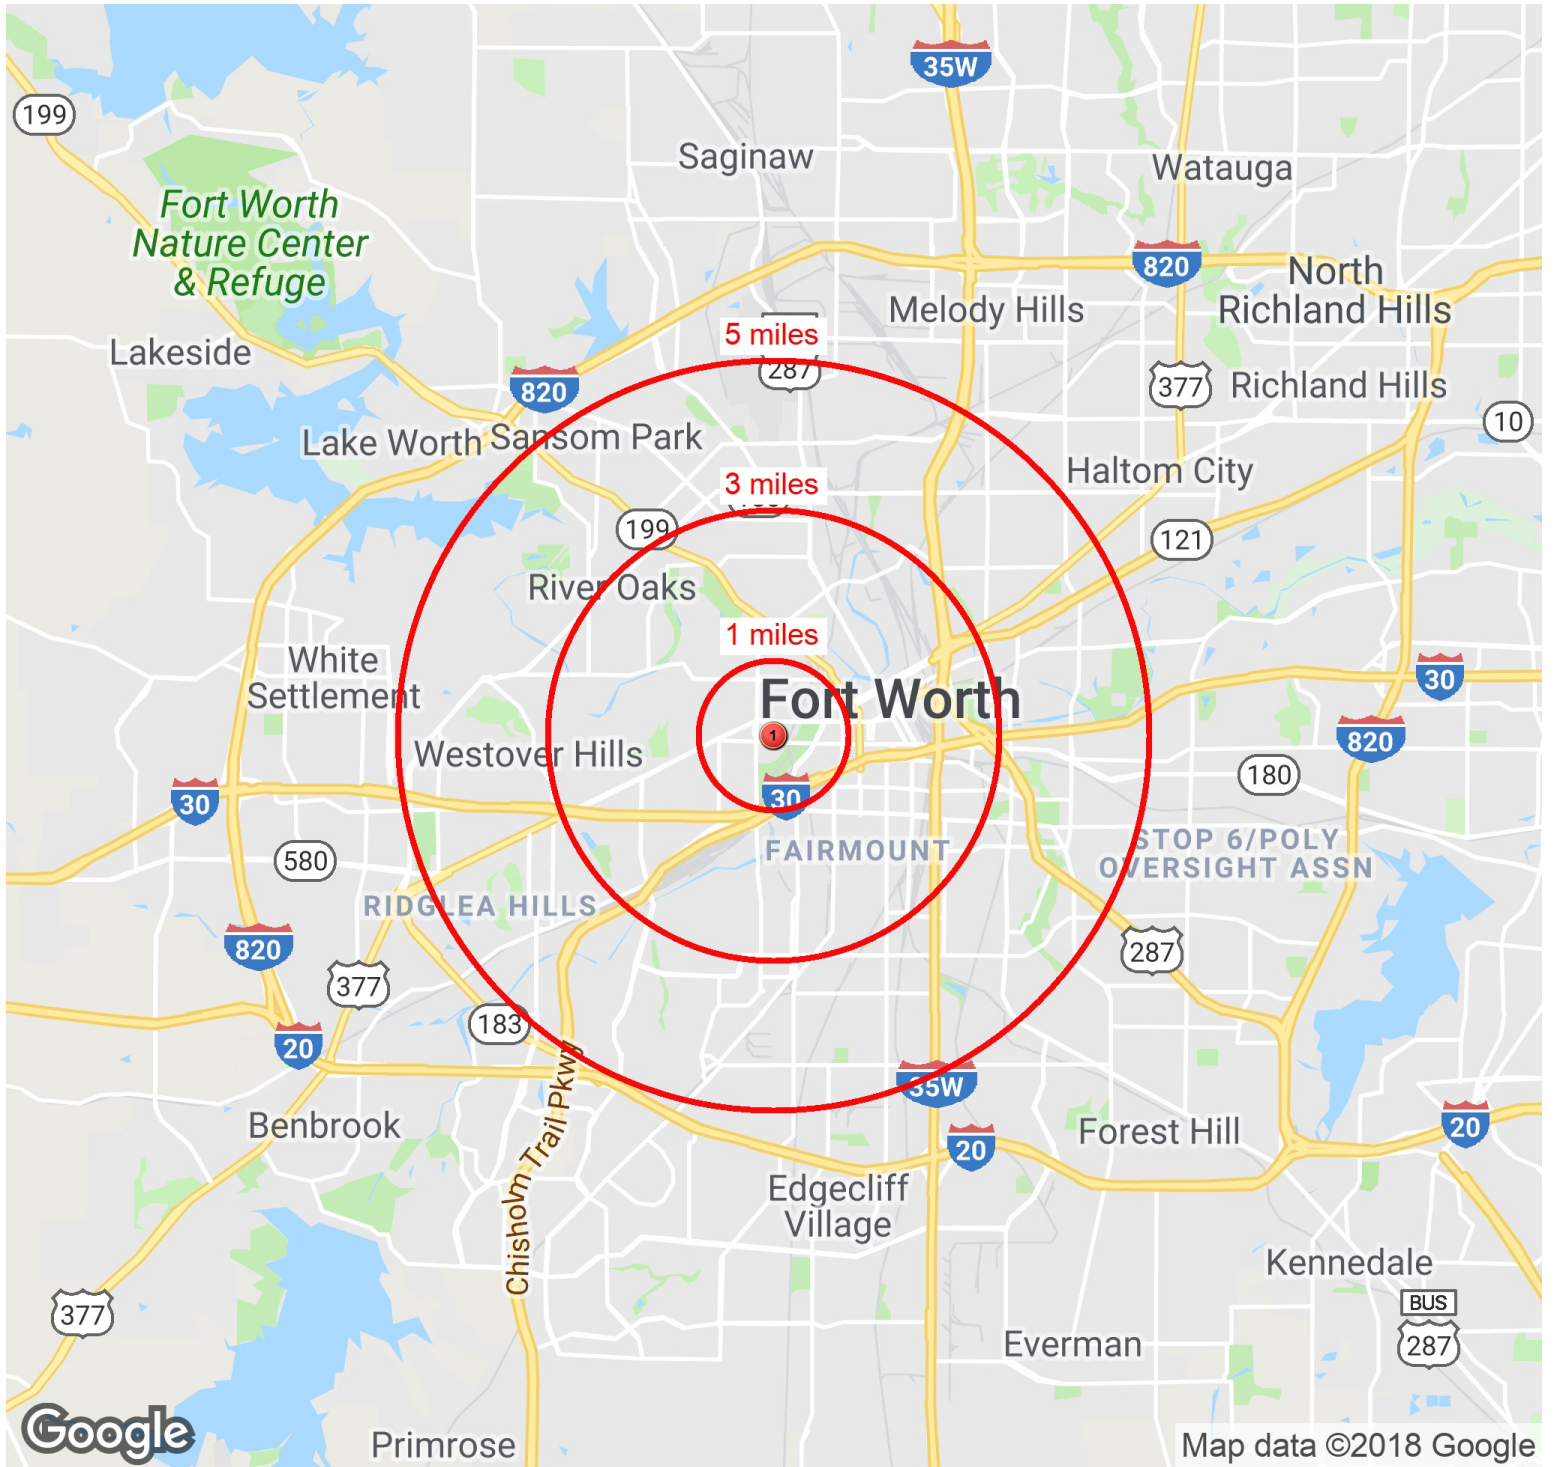 35W
199
Saginaw
Watauga
Fort Worth
Nature Center
& Refuge
820
North
Richland Hills
Melody Hills
5 miles
Lakeside
287
820
377
Richland Hills
10
Lake Worth
Sansom Park
Haltom City
3 miles
199
121
River Oaks
1 miles
White
Settlement
Fort Worth
30
1
820
Westover Hills
180
30
30
580
FAIRMOUNT
STOP 6/POLY
OVERSIGHT ASSN
RIDGLEA HILLS
820
287
377
183
20
35W
Chisholm Trail Pkwy
Benbrook
20
Forest Hill
20
Edgecliff
Village
Kennedale
377
BUS
287
Everman
Google
Primrose
Map data ©2018 Google